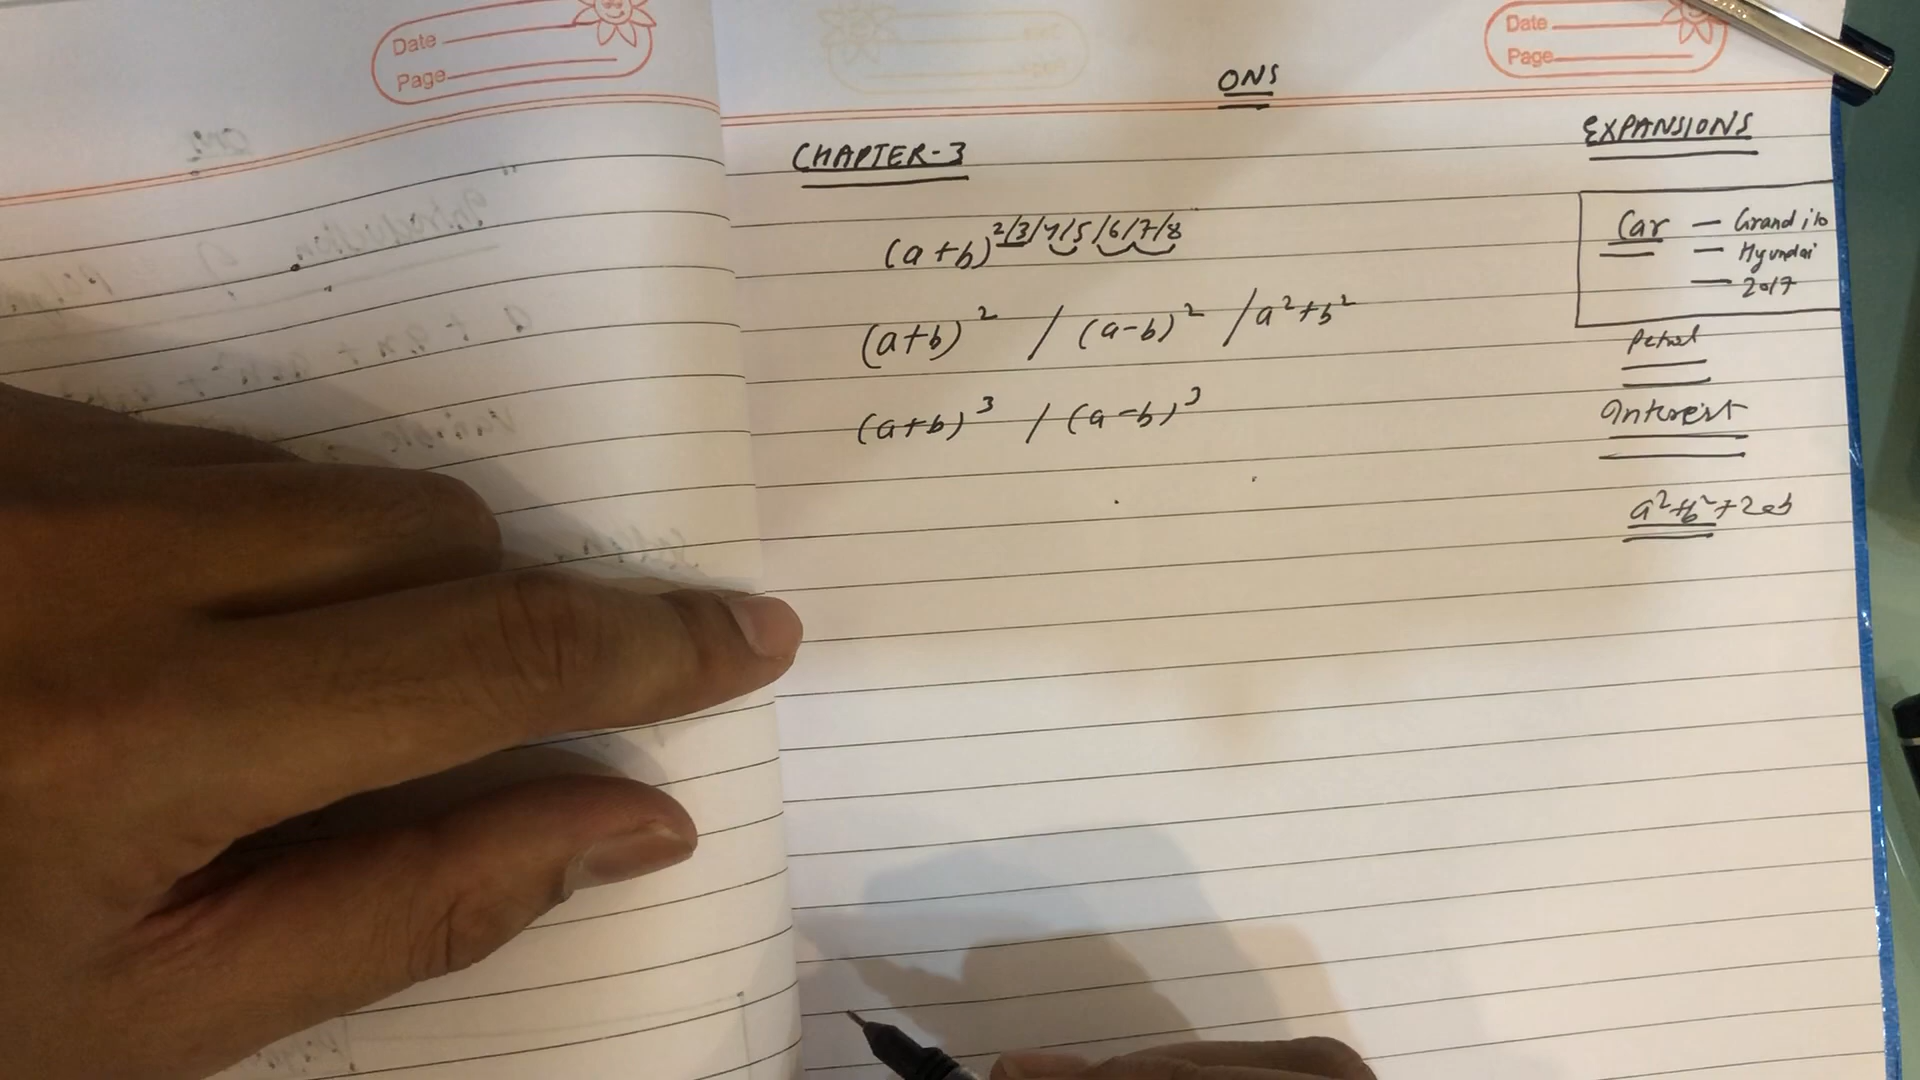 Date
Page
Date
Page
ONS
CHAPTER-3
EXPANSIONS
(a+b)^2/3/4/5/6/7/8
(a+b)^2 / (a-b)^2 / a^2+b^2
(a+b)^3 / (a-b)^3
Car - Grand i10
- Hyundai
- 2017
Petrol
Interest
a^2+b^2+2ab